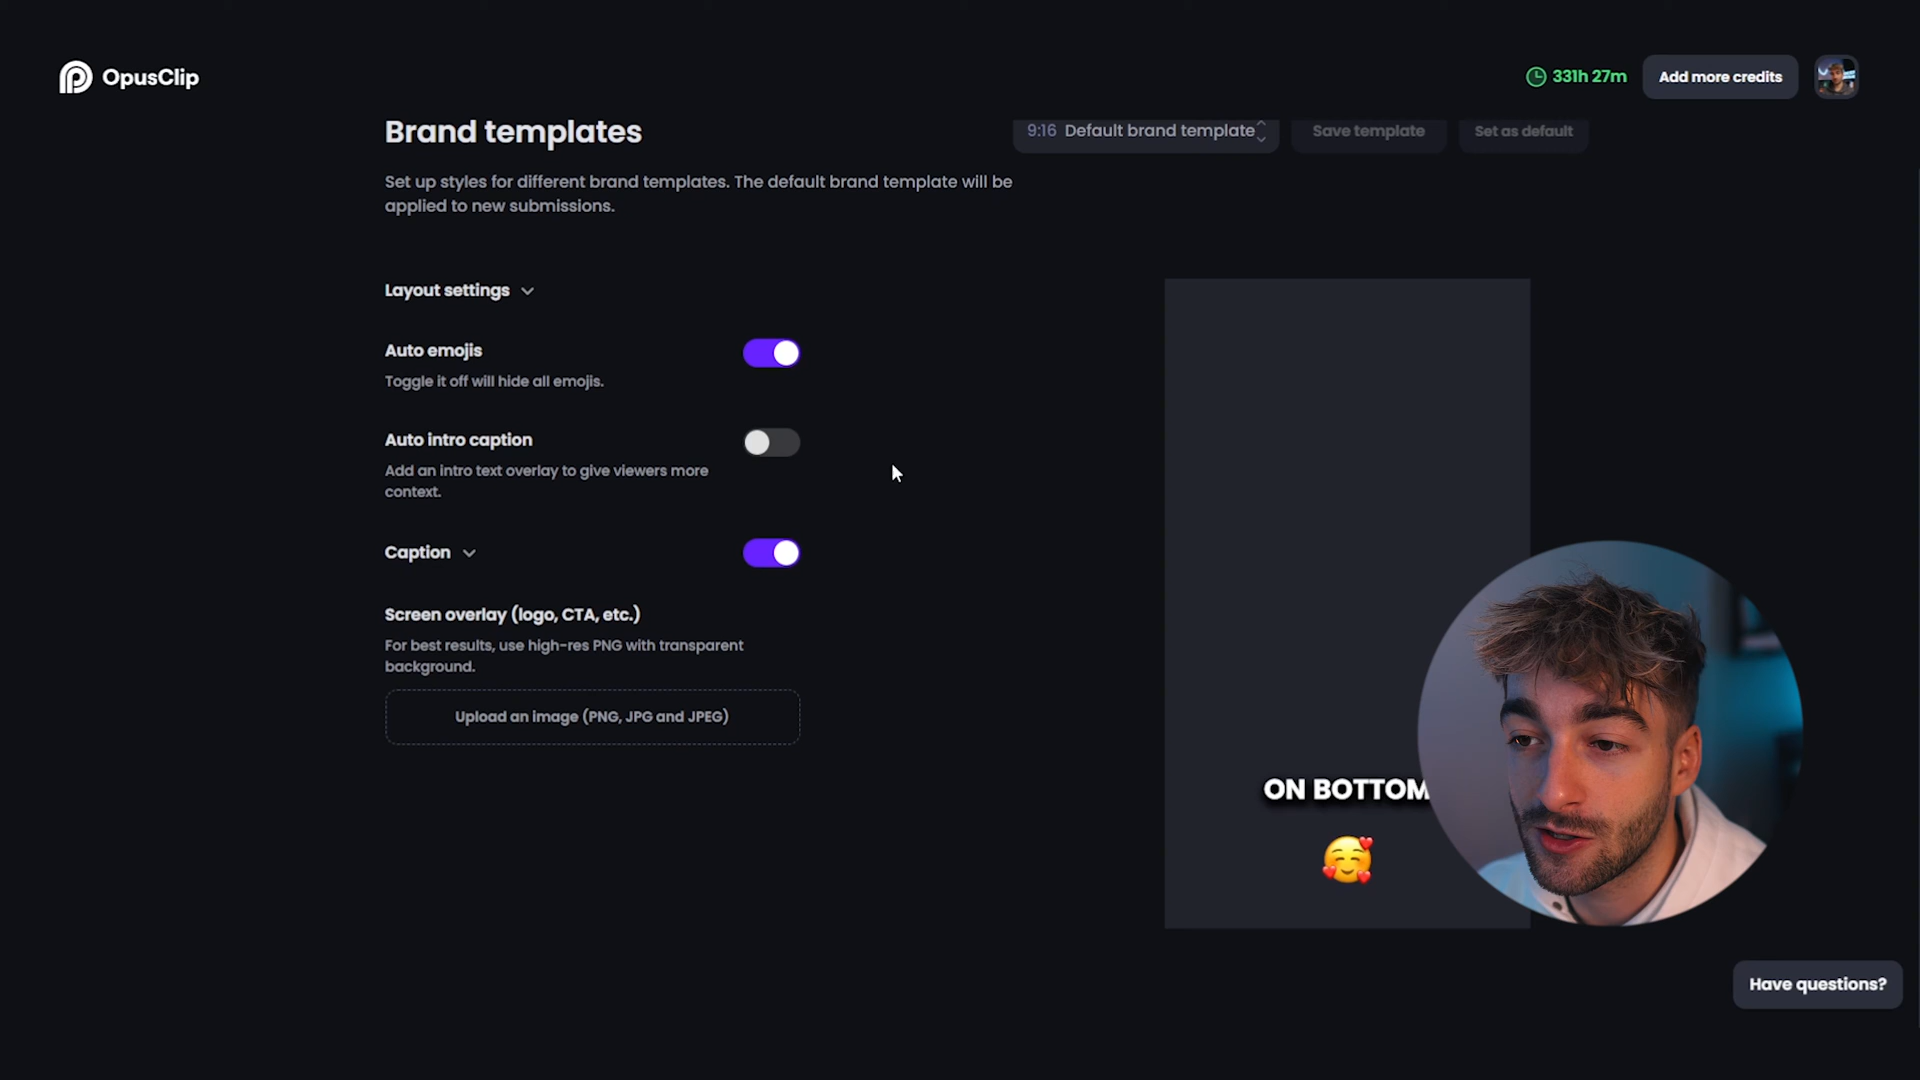 OpusClip
331h 27m
Add more credits
Brand templates
9:16 Default brand template
Save template
Set as default
Set up styles for different brand templates. The default brand template will be
applied to new submissions.
Layout settings
Auto emojis
Toggle it off will hide all emojis.
Auto intro caption
Add an intro text overlay to give viewers more
context.
Caption
Screen overlay (logo, CTA, etc.)
For best results, use high-res PNG with transparent
background.
Upload an image (PNG, JPG and JPEG)
ON BOTTOM
Have questions?